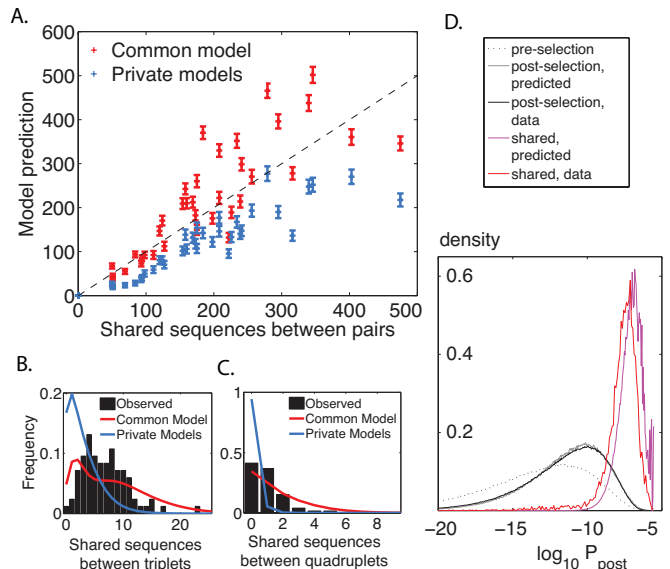 A.
600
500
400
300
200
100
0
Model prediction
Common model
Private models
0
100
200
300
400
500
Shared sequences between pairs
B.
0.2
0.1
0
Frequency
Observed
Common Model
Private Models
0
10
20
Shared sequences
between triplets
C.
1
0.5
0
Observed
Common Model
Private Models
0
2
4
6
8
Shared sequences
between quadruplets
D.
pre-selection
post-selection,
predicted
post-selection,
data
shared,
predicted
shared, data
density
0.6
0.4
0.2
−20
−15
−10
−5
log10 Ppost